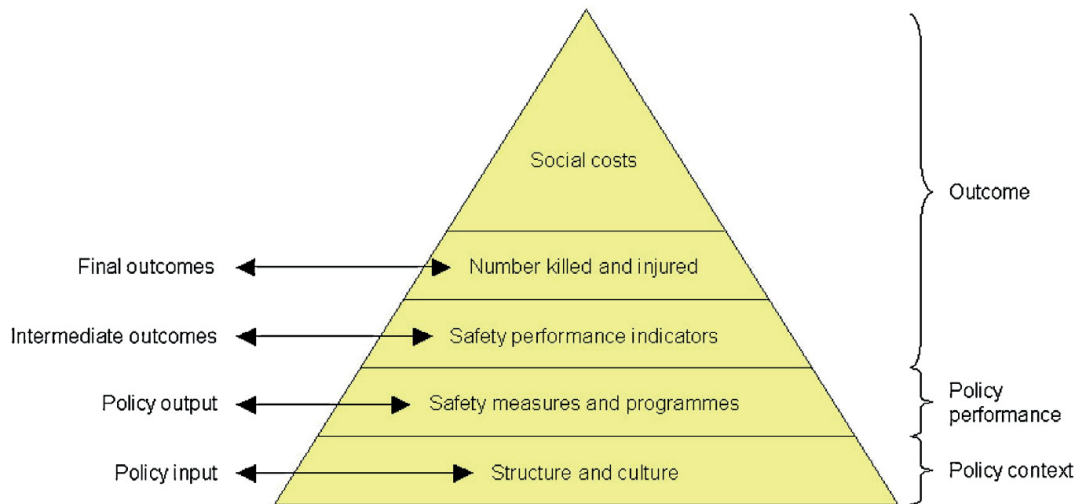 Social costs
Outcome
Final outcomes
Number killed and injured
Intermediate outcomes
Safety performance indicators
Policy output
Safety measures and programmes
Policy
performance
Policy input
Structure and culture
Policy context